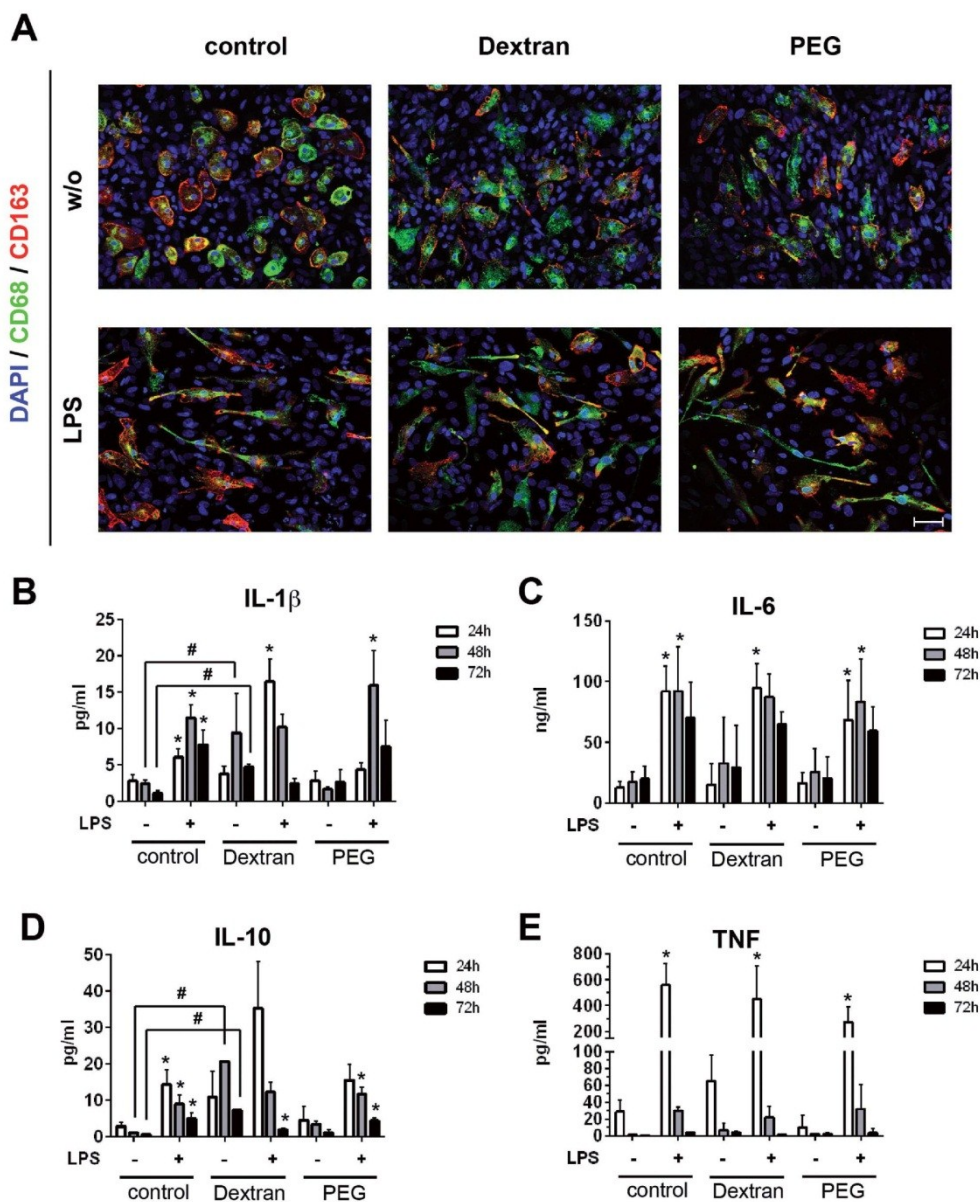 A
control Dextran PEG
DAPI / CD68 / CD163
w/o
LPS
B
IL-1β
pg/ml
25
20
15
10
5
0
# #
* * * * *
24h
48h
72h
LPS - + - + - +
control Dextran PEG
C
IL-6
ng/ml
150
100
50
0
* * * * *
24h
48h
72h
LPS - + - + - +
control Dextran PEG
D
IL-10
pg/ml
50
40
30
20
10
0
# #
* * * * * *
24h
48h
72h
LPS - + - + - +
control Dextran PEG
E
TNF
pg/ml
800
600
400
200
100
80
60
40
20
0
* * *
24h
48h
72h
LPS - + - + - +
control Dextran PEG